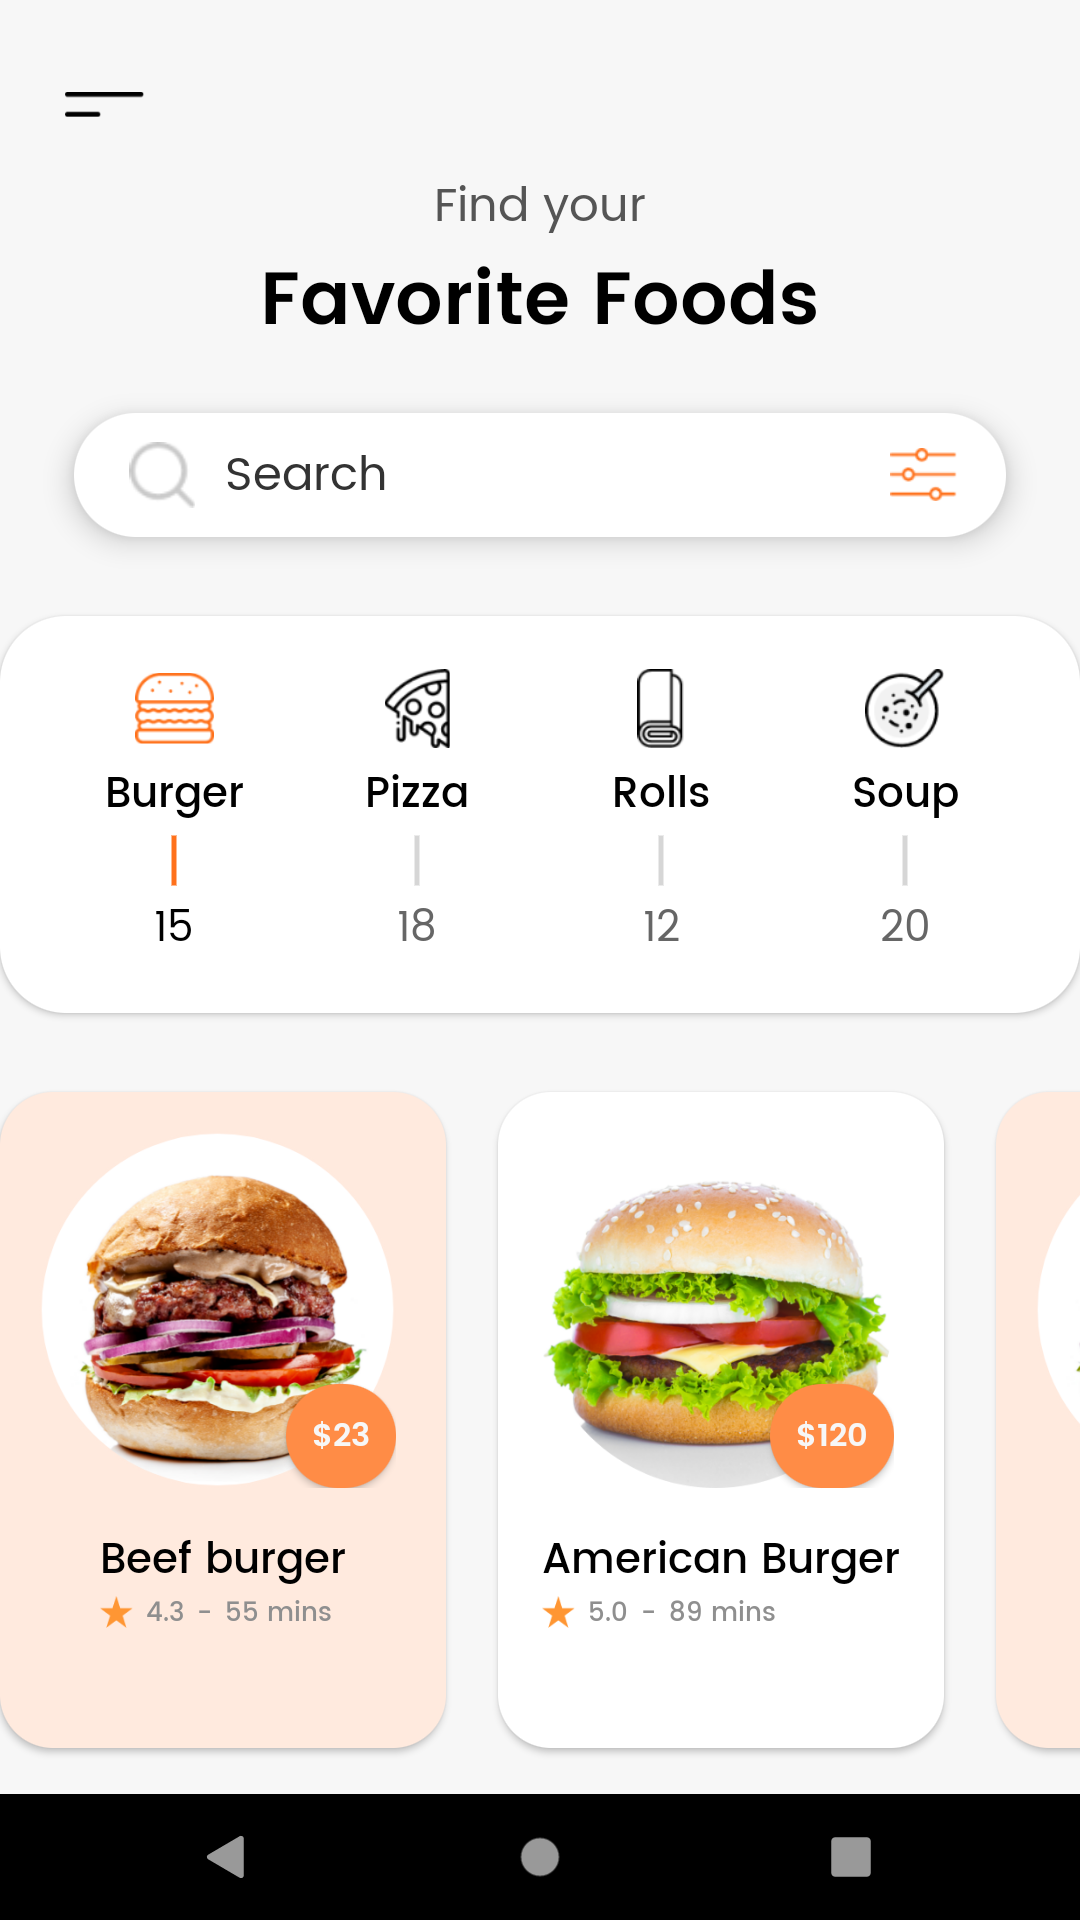 Find your
Favorite Foods
Search
Burger
Pizza
Rolls
Soup
15
18
12
20
$23
$120
Beef burger
4.3 - 55 mins
American Burger
5.0 - 89 mins